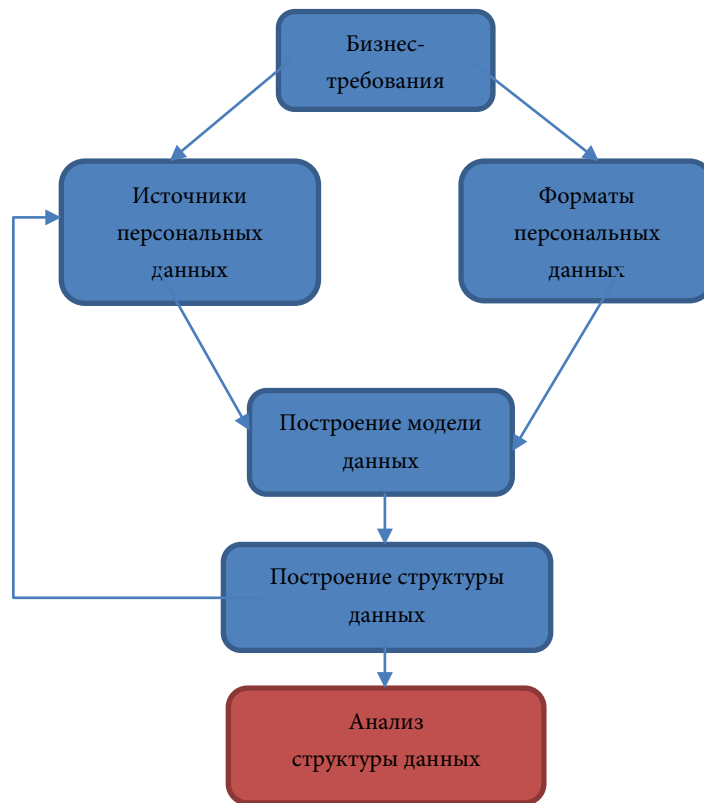 Бизнес-
требования
Источники
персональных
данных
Форматы
персональных
данных
Построение модели
данных
Построение структуры
данных
Анализ
структуры данных